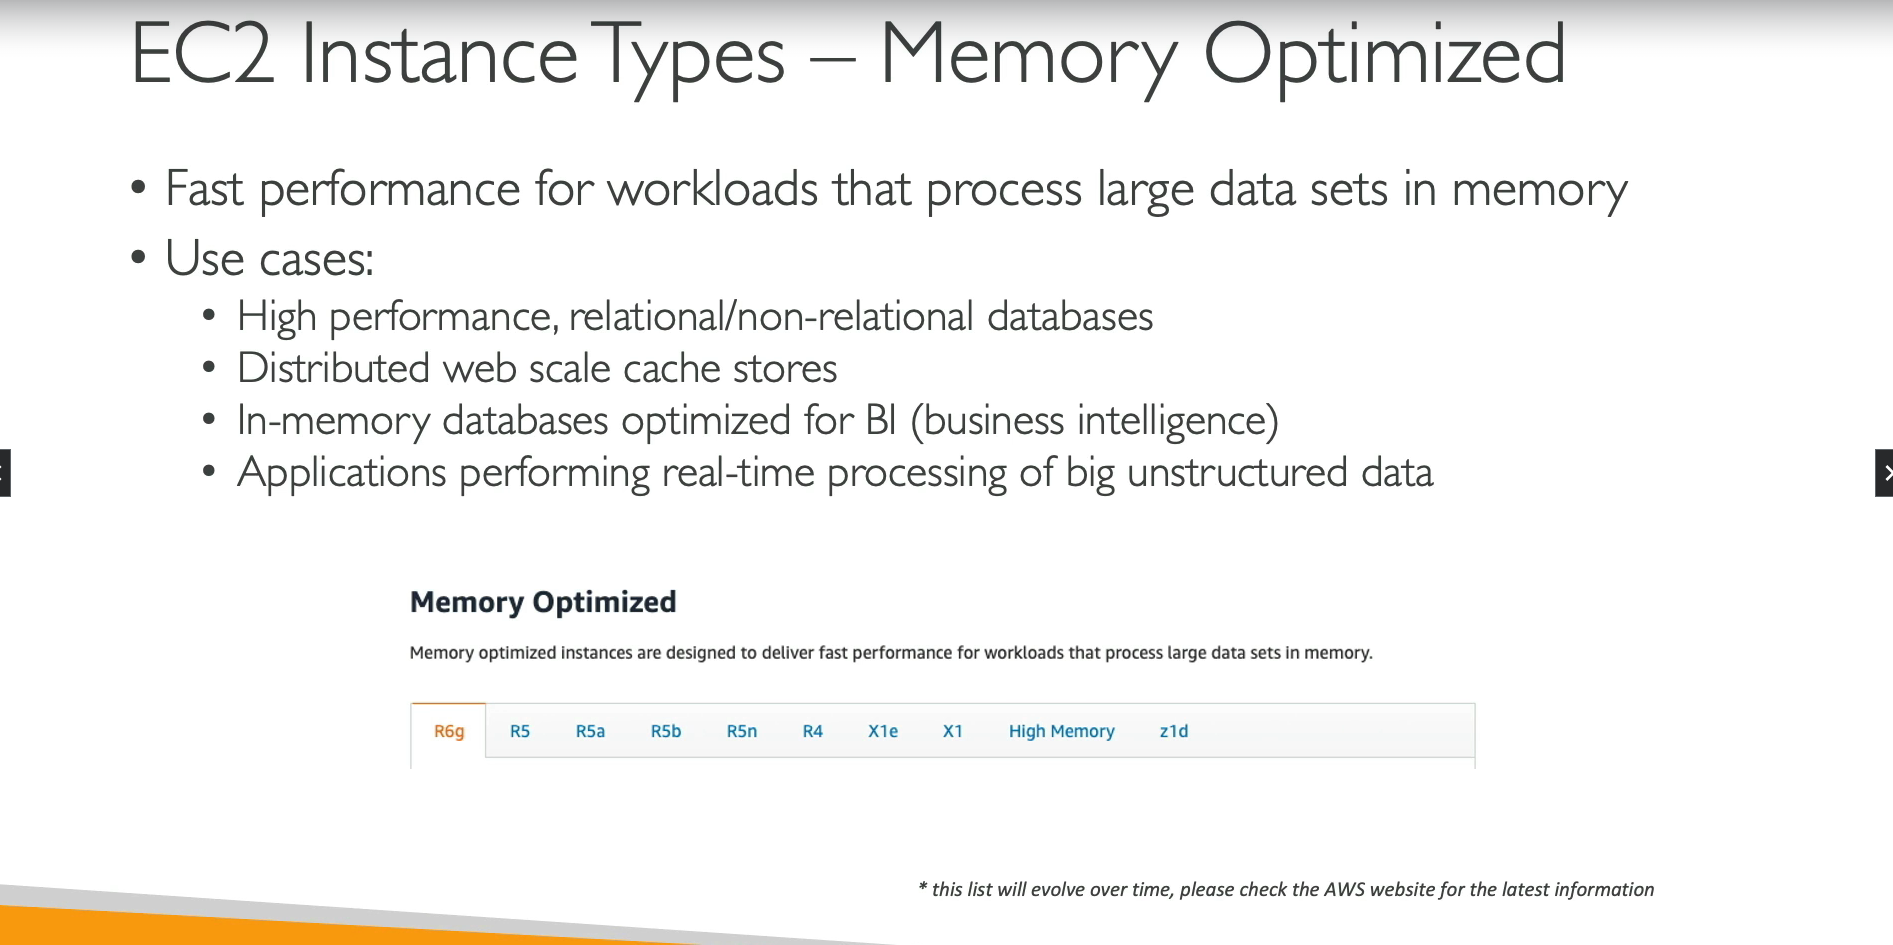 EC2 Instance Types – Memory Optimized
• Fast performance for workloads that process large data sets in memory
• Use cases:
• High performance, relational/non-relational databases
• Distributed web scale cache stores
• In-memory databases optimized for BI (business intelligence)
• Applications performing real-time processing of big unstructured data
Memory Optimized
Memory optimized instances are designed to deliver fast performance for workloads that process large data sets in memory.
R6g R5 R5a R5b R5n R4 X1e X1 High Memory z1d
* this list will evolve over time, please check the AWS website for the latest information